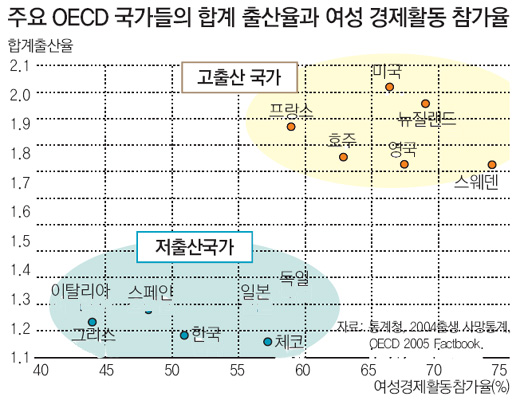 주요 OECD 국가들의 합계 출산율과 여성 경제활동 참가율
합계출산율
2.1
2.0
1.9
1.8
1.7
1.6
1.5
1.4
1.3
1.2
1.1
고출산 국가
미국
프랑스
뉴질랜드
호주
영국
스웨덴
저출산국가
독일
이탈리아
스페인
일본
그리스
한국
체코
자료: 통계청, 2004출생 사망통계,
OECD 2005 Factbook.
40 45 50 55 60 65 70 75
여성경제활동참가율(%)